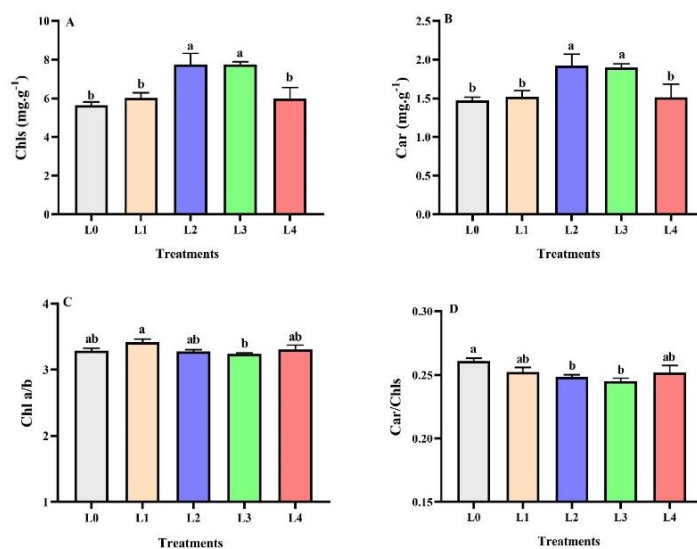 A
Chls (mg.g-1)
10
8
6
4
2
0
b
b
a
a
b
L0 L1 L2 L3 L4
Treatments
B
Car (mg.g-1)
2.5
2.0
1.5
1.0
0.5
0.0
b
b
a
a
b
L0 L1 L2 L3 L4
Treatments
C
Chl a/b
4
3
2
1
ab
a
ab
b
ab
L0 L1 L2 L3 L4
Treatments
D
Car/Chls
0.30
0.25
0.20
0.15
a
ab
b
b
ab
L0 L1 L2 L3 L4
Treatments